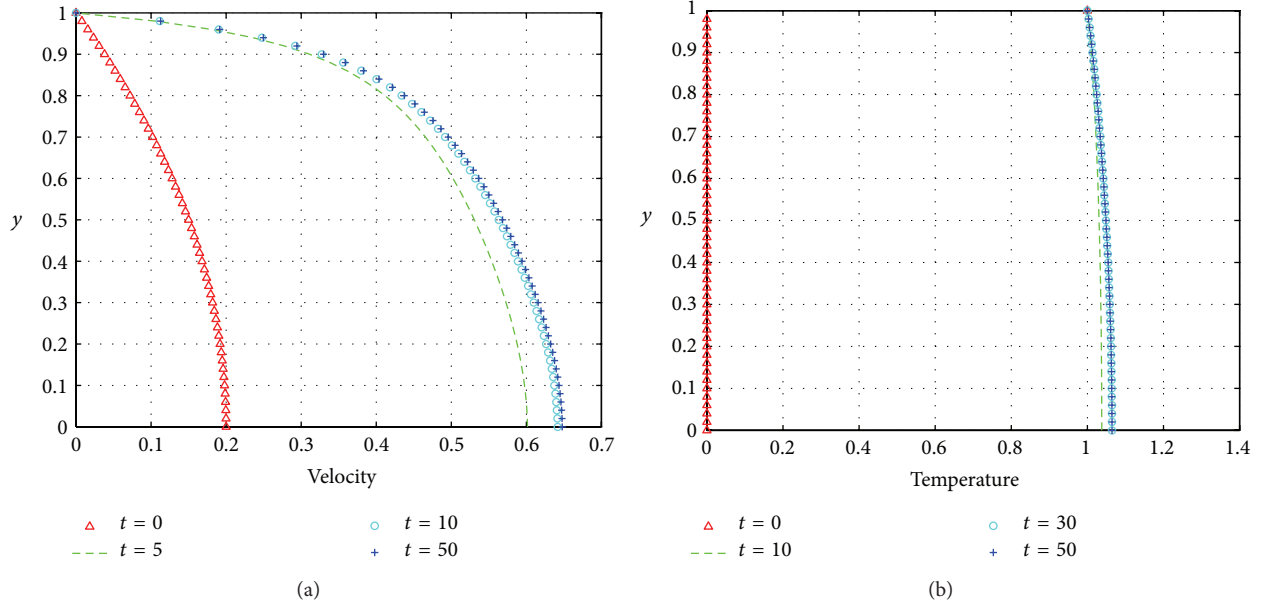 1
0.9
0.8
0.7
0.6
0.5
0.4
0.3
0.2
0.1
0
y
0 0.1 0.2 0.3 0.4 0.5 0.6 0.7
Velocity
t = 0
t = 5
t = 10
t = 50
(a)
1
0.9
0.8
0.7
0.6
0.5
0.4
0.3
0.2
0.1
0
y
0 0.2 0.4 0.6 0.8 1 1.2 1.4
Temperature
t = 0
t = 10
t = 30
t = 50
(b)